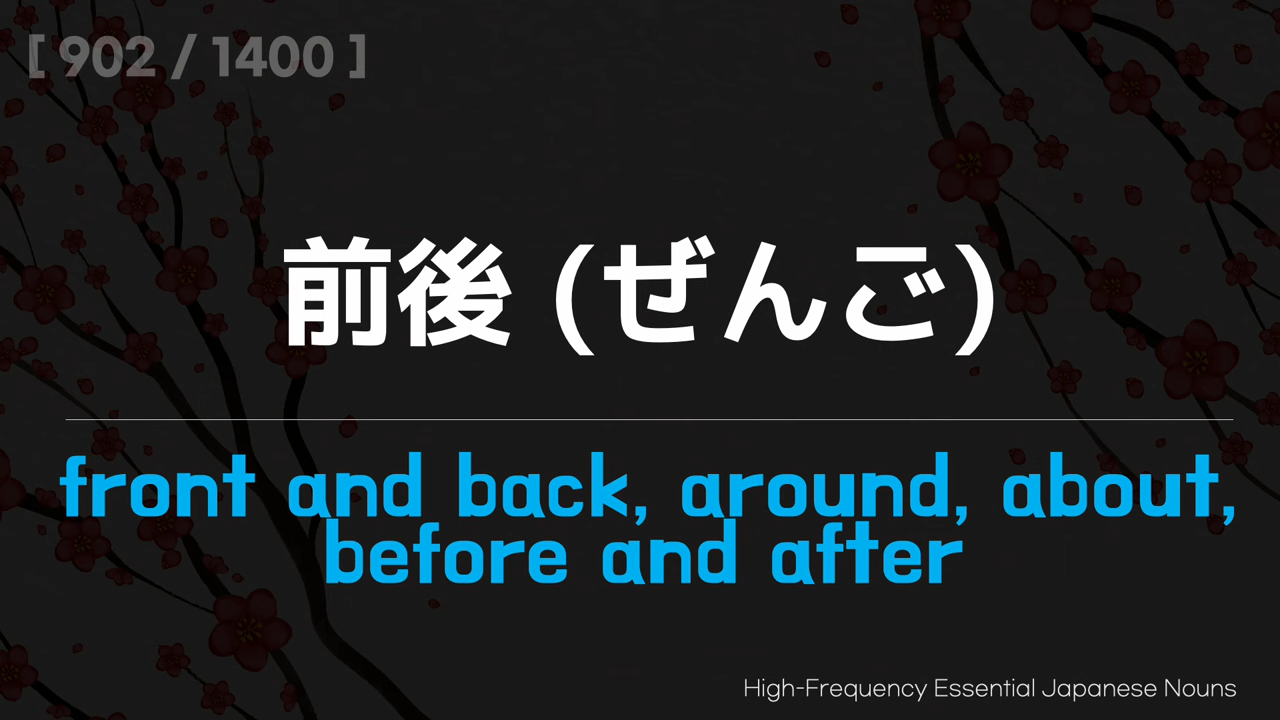 [ 902 / 1400 ]
前後 (ぜんご)
front and back, around, about,
before and after
High-Frequency Essential Japanese Nouns